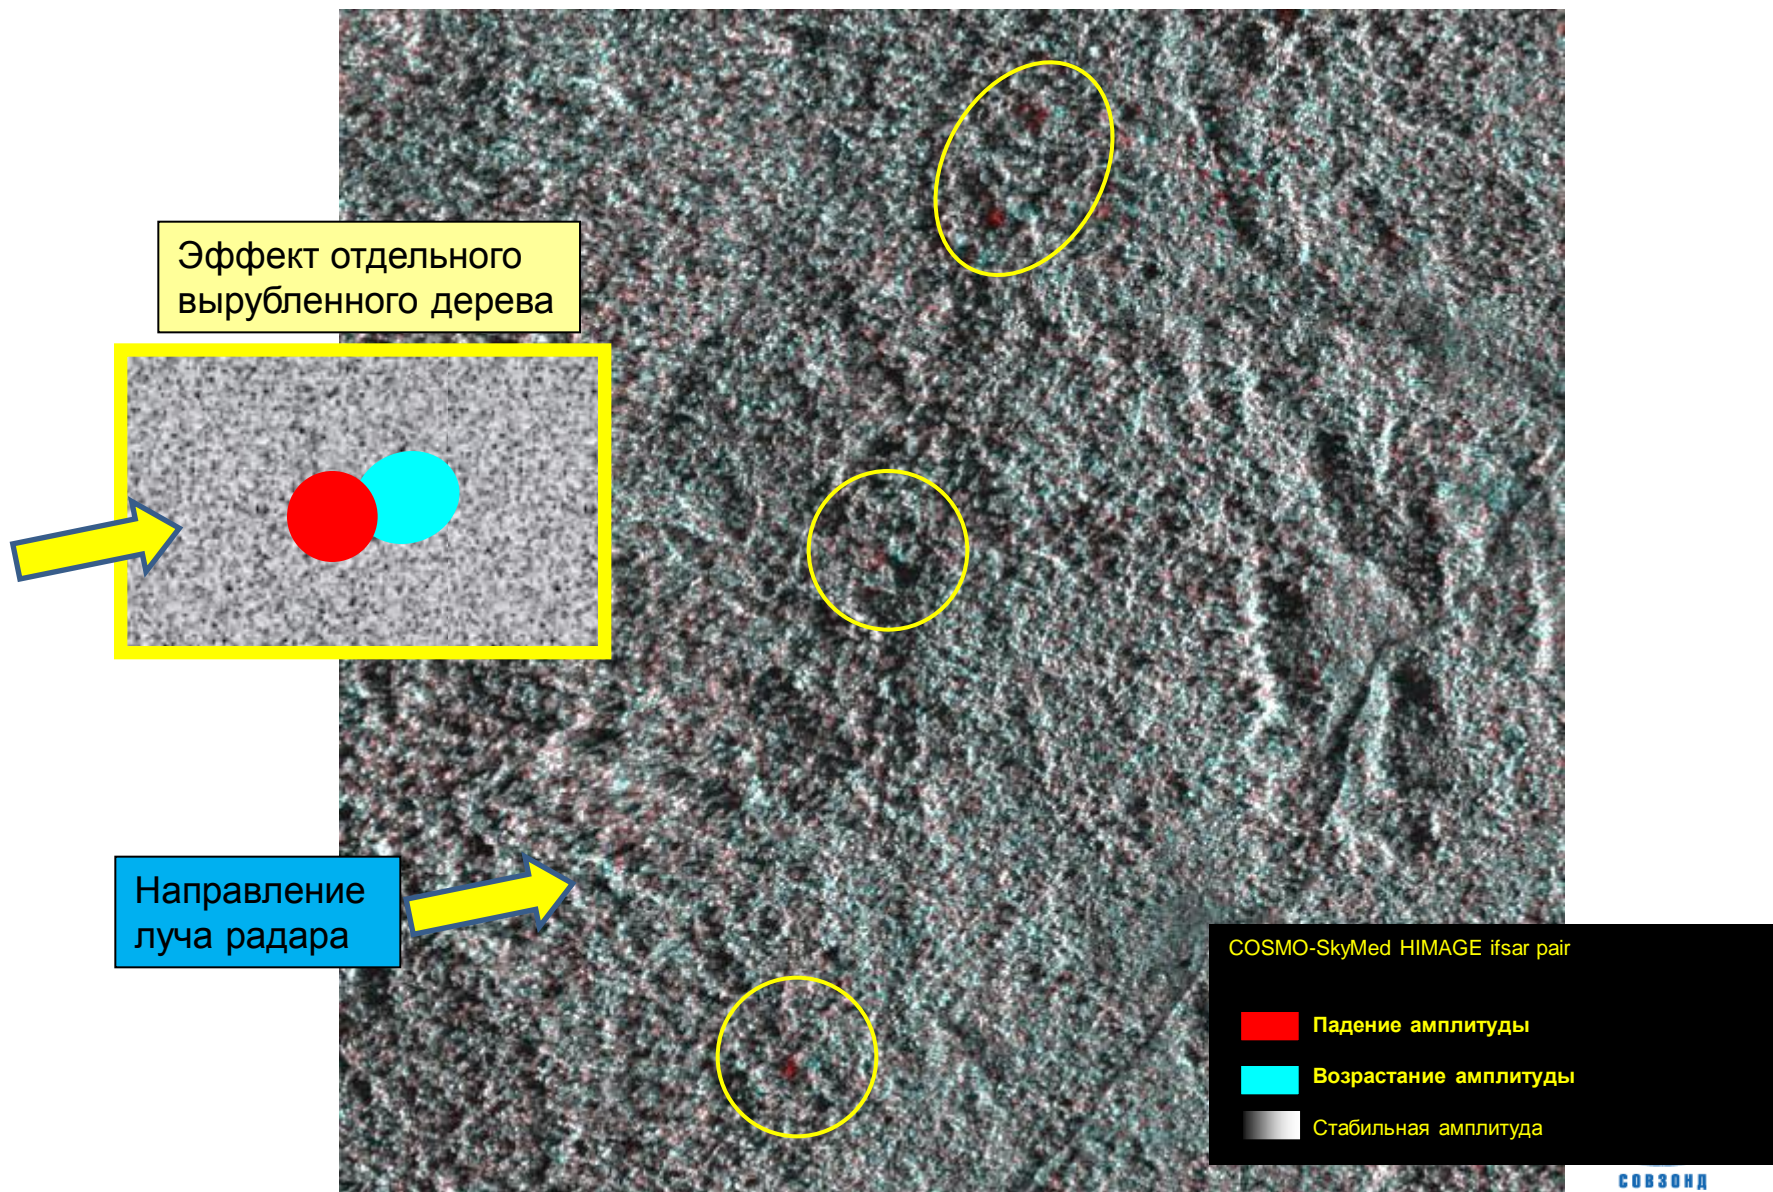 Эффект отдельного
вырубленного дерева
Направление
луча радара
COSMO-SkyMed HIMAGE ifsar pair
Падение амплитуды
Возрастание амплитуды
Стабильная амплитуда
СОВЗОНД